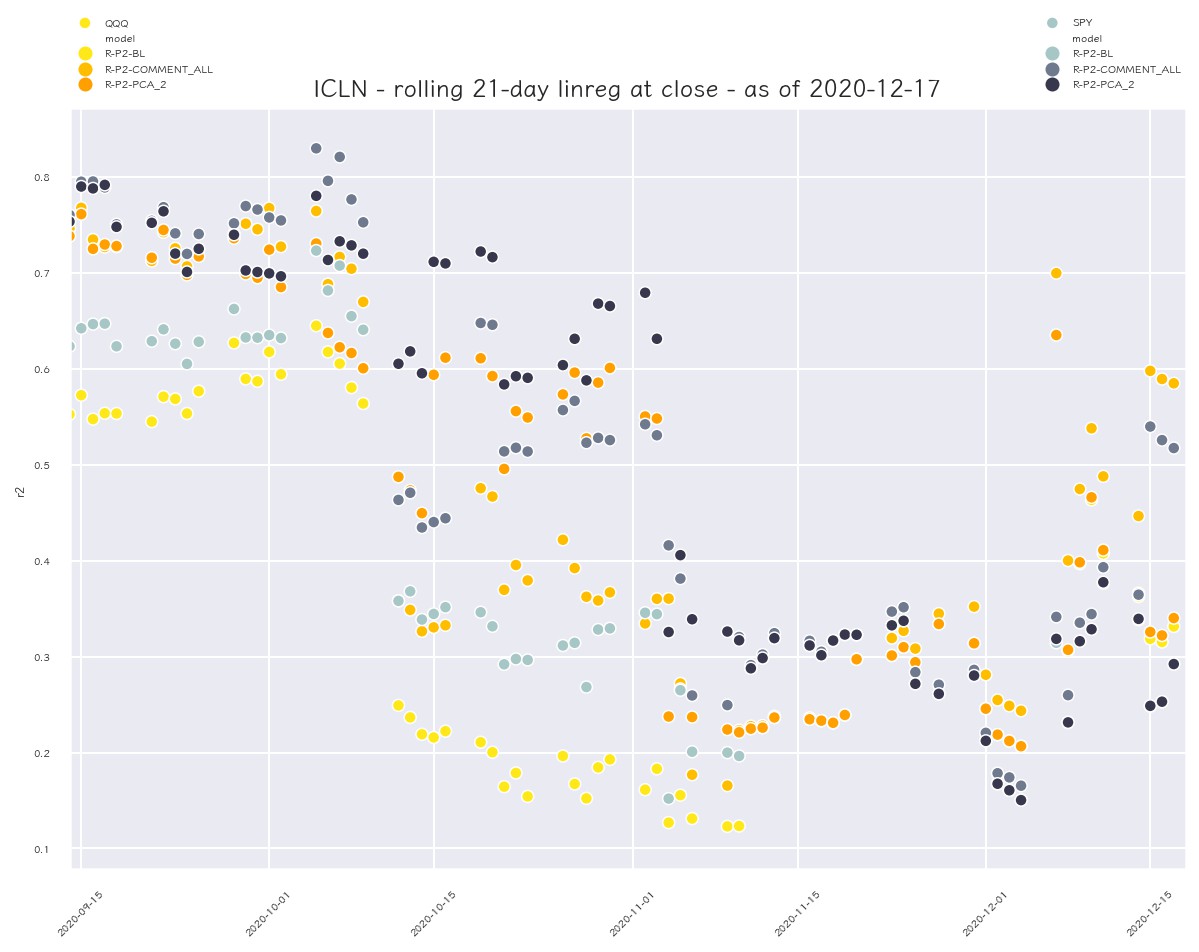 QQQ
model
R-P2-BL
R-P2-COMMENT_ALL
R-P2-PCA_2
SPY
model
R-P2-BL
R-P2-COMMENT_ALL
R-P2-PCA_2
ICLN - rolling 21-day linreg at close - as of 2020-12-17
0.8
0.7
0.6
0.5
0.4
0.3
0.2
0.1
r2
2020-09-15
2020-10-01
2020-10-15
2020-11-01
2020-11-15
2020-12-01
2020-12-15